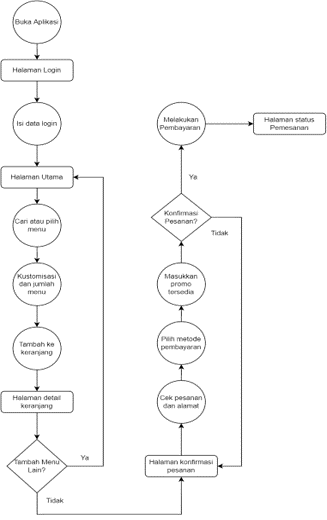 Buka Aplikasi
Halaman Login
Isi data login
Halaman Utama
Cari atau pilih
menu
Kustomisasi
dan jumlah
menu
Tambah ke
keranjang
Halaman detail
keranjang
Tambah Menu
Lain?
Ya
Tidak
Halaman konfirmasi
pesanan
Cek pesanan
dan alamat
Pilih metode
pembayaran
Masukkan
promo
tersedia
Konfirmasi
Pesanan?
Tidak
Ya
Melakukan
Pembayaran
Halaman status
Pemesanan